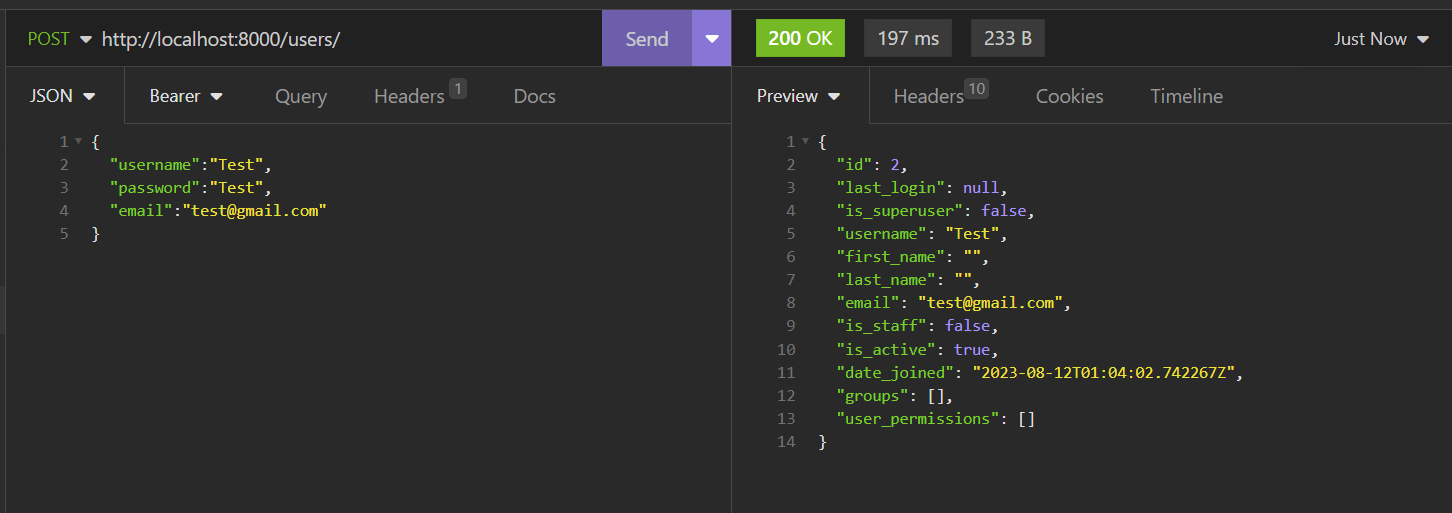 POST http://localhost:8000/users/ Send 200 OK 197 ms 233 B Just Now
JSON Bearer Query Headers 1 Docs Preview Headers 10 Cookies Timeline
1 {
2 "username":"Test",
3 "password":"Test",
4 "email":"test@gmail.com"
5 }
1 {
2 "id": 2,
3 "last_login": null,
4 "is_superuser": false,
5 "username": "Test",
6 "first_name": "",
7 "last_name": "",
8 "email": "test@gmail.com",
9 "is_staff": false,
10 "is_active": true,
11 "date_joined": "2023-08-12T01:04:02.742267Z",
12 "groups": [],
13 "user_permissions": []
14 }